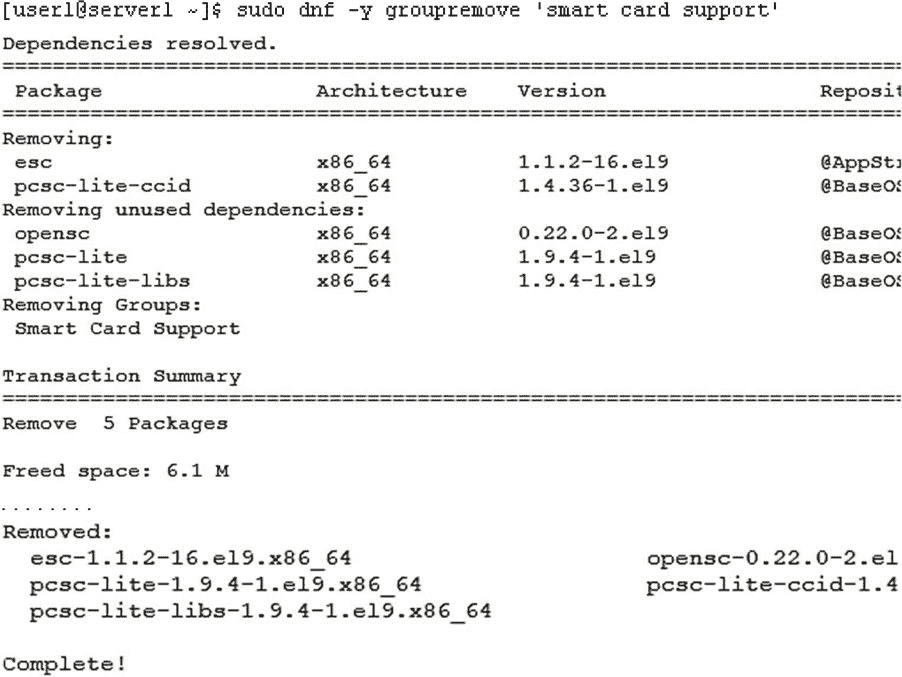 [user1@server1 ~]$ sudo dnf -y groupremove 'smart card support'
Dependencies resolved.
================================================================================
Package Architecture Version Reposit
================================================================================
Removing:
esc x86_64 1.1.2-16.el9 @AppSt
pcsc-lite-ccid x86_64 1.4.36-1.el9 @BaseOS
Removing unused dependencies:
opensc x86_64 0.22.0-2.el9 @BaseOS
pcsc-lite x86_64 1.9.4-1.el9 @BaseOS
pcsc-lite-libs x86_64 1.9.4-1.el9 @BaseOS
Removing Groups:
Smart Card Support
Transaction Summary
================================================================================
Remove 5 Packages
Freed space: 6.1 M
........
Removed:
esc-1.1.2-16.el9.x86_64 opensc-0.22.0-2.el
pcsc-lite-1.9.4-1.el9.x86_64 pcsc-lite-ccid-1.4
pcsc-lite-libs-1.9.4-1.el9.x86_64
Complete!